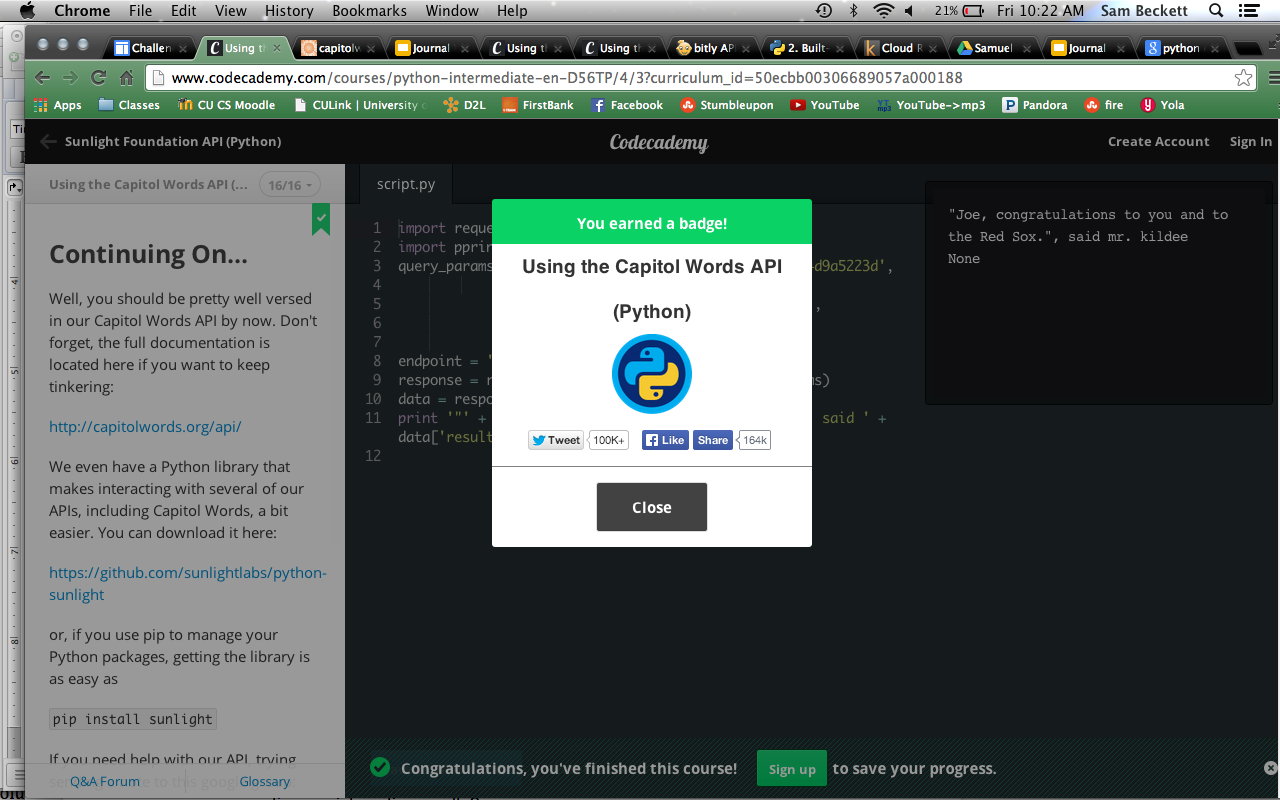 Chrome File Edit View History Bookmarks Window Help 21% Fri 10:22 AM Sam Beckett
Challen Using th capitolw Journal Using th Using th bitly AP 2. Built- Cloud R Samuel Journal python
www.codecademy.com/courses/python-intermediate-en-D56TP/4/3?curriculum_id=50ecbb00306689057a000188
Apps Classes CU CS Moodle CULink | University D2L FirstBank Facebook Stumbleupon YouTube YouTube->mp3 Pandora fire Yola
Sunlight Foundation API (Python) Codecademy Create Account Sign In
Using the Capitol Words API (... 16/16
script.py
Continuing On...
Well, you should be pretty well versed
in our Capitol Words API by now. Don't
forget, the full documentation is
located here if you want to keep
tinkering:
http://capitolwords.org/api/
We even have a Python library that
makes interacting with several of our
APIs, including Capitol Words, a bit
easier. You can download it here:
https://github.com/sunlightlabs/python-
sunlight
or, if you use pip to manage your
Python packages, getting the library is
as easy as
pip install sunlight
If you need help with our API, trying
Q&A Forum Glossary
1 import reque
2 import pprin
3 query_params d9a5223d',
4
5 ,
6
7
8 endpoint = '
9 response = r s)
10 data = respo
11 print '"' + said ' +
data['result
12
"Joe, congratulations to you and to
the Red Sox.", said mr. kildee
None
You earned a badge!
Using the Capitol Words API
(Python)
Tweet 100K+ Like Share 164k
Close
Congratulations, you've finished this course! Sign up to save your progress.